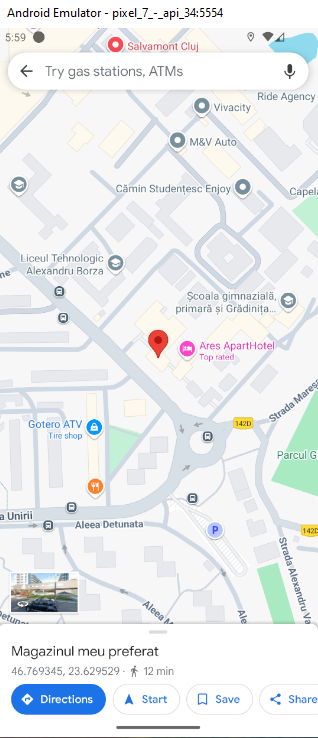 Android Emulator - pixel_7_-_api_34:5554
5:59
Salvamont Cluj
Try gas stations, ATMs
Ride Agency
Vivacity
M&V Auto
Cămin Studențesc Enjoy
Capela
Liceul Tehnologic
Alexandru Borza
Școala gimnazială,
primară și Grădinița...
Ares ApartHotel
Top rated
Strada Mares
142D
Gotero ATV
Tire shop
Parcul G
a Unirii
Aleea Detunata
P
142D
Strada Alexandru Va
Aleea M
Detunata
Magazinul meu preferat
46.769345, 23.629529 · 12 min
Directions
Start
Save
Share